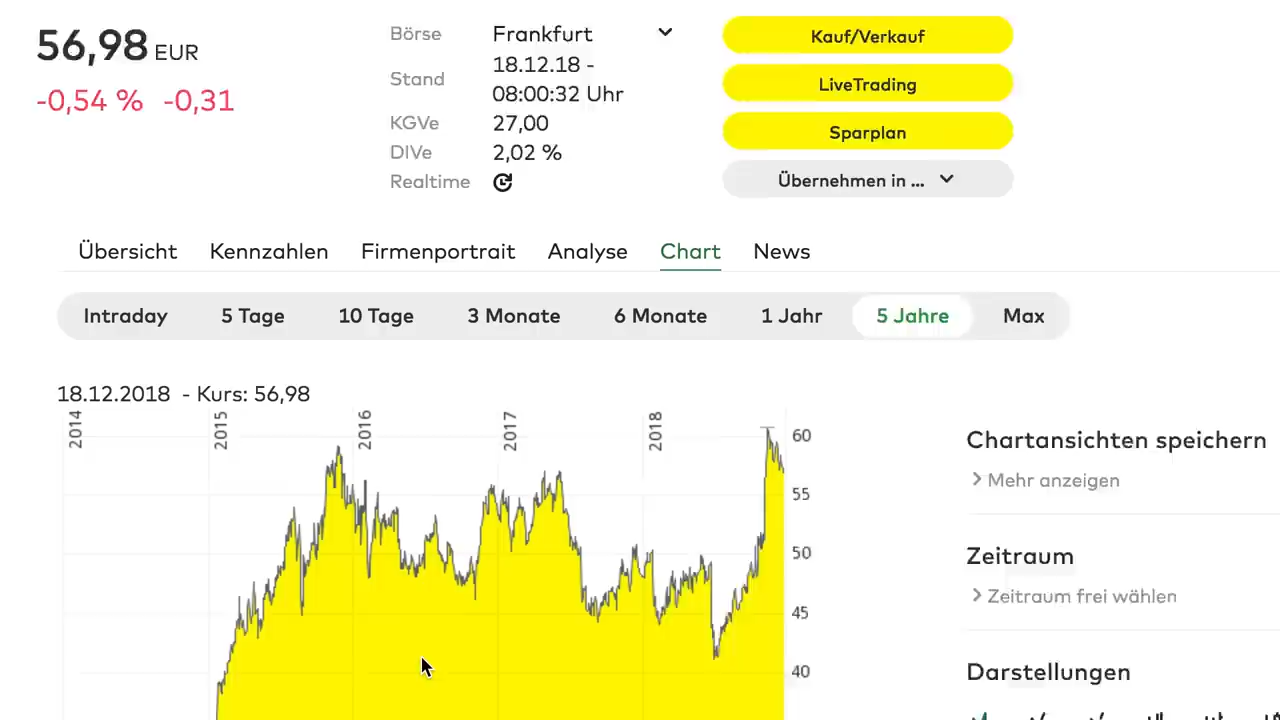 56,98 EUR
-0,54 % -0,31
Börse Frankfurt
Stand 18.12.18 -
08:00:32 Uhr
KGVe 27,00
DIVe 2,02 %
Realtime
Kauf/Verkauf
LiveTrading
Sparplan
Übernehmen in ...
Übersicht Kennzahlen Firmenportrait Analyse Chart News
Intraday 5 Tage 10 Tage 3 Monate 6 Monate 1 Jahr 5 Jahre Max
18.12.2018 - Kurs: 56,98
2014 2015 2016 2017 2018
60
55
50
45
40
Chartansichten speichern
Mehr anzeigen
Zeitraum
Zeitraum frei wählen
Darstellungen